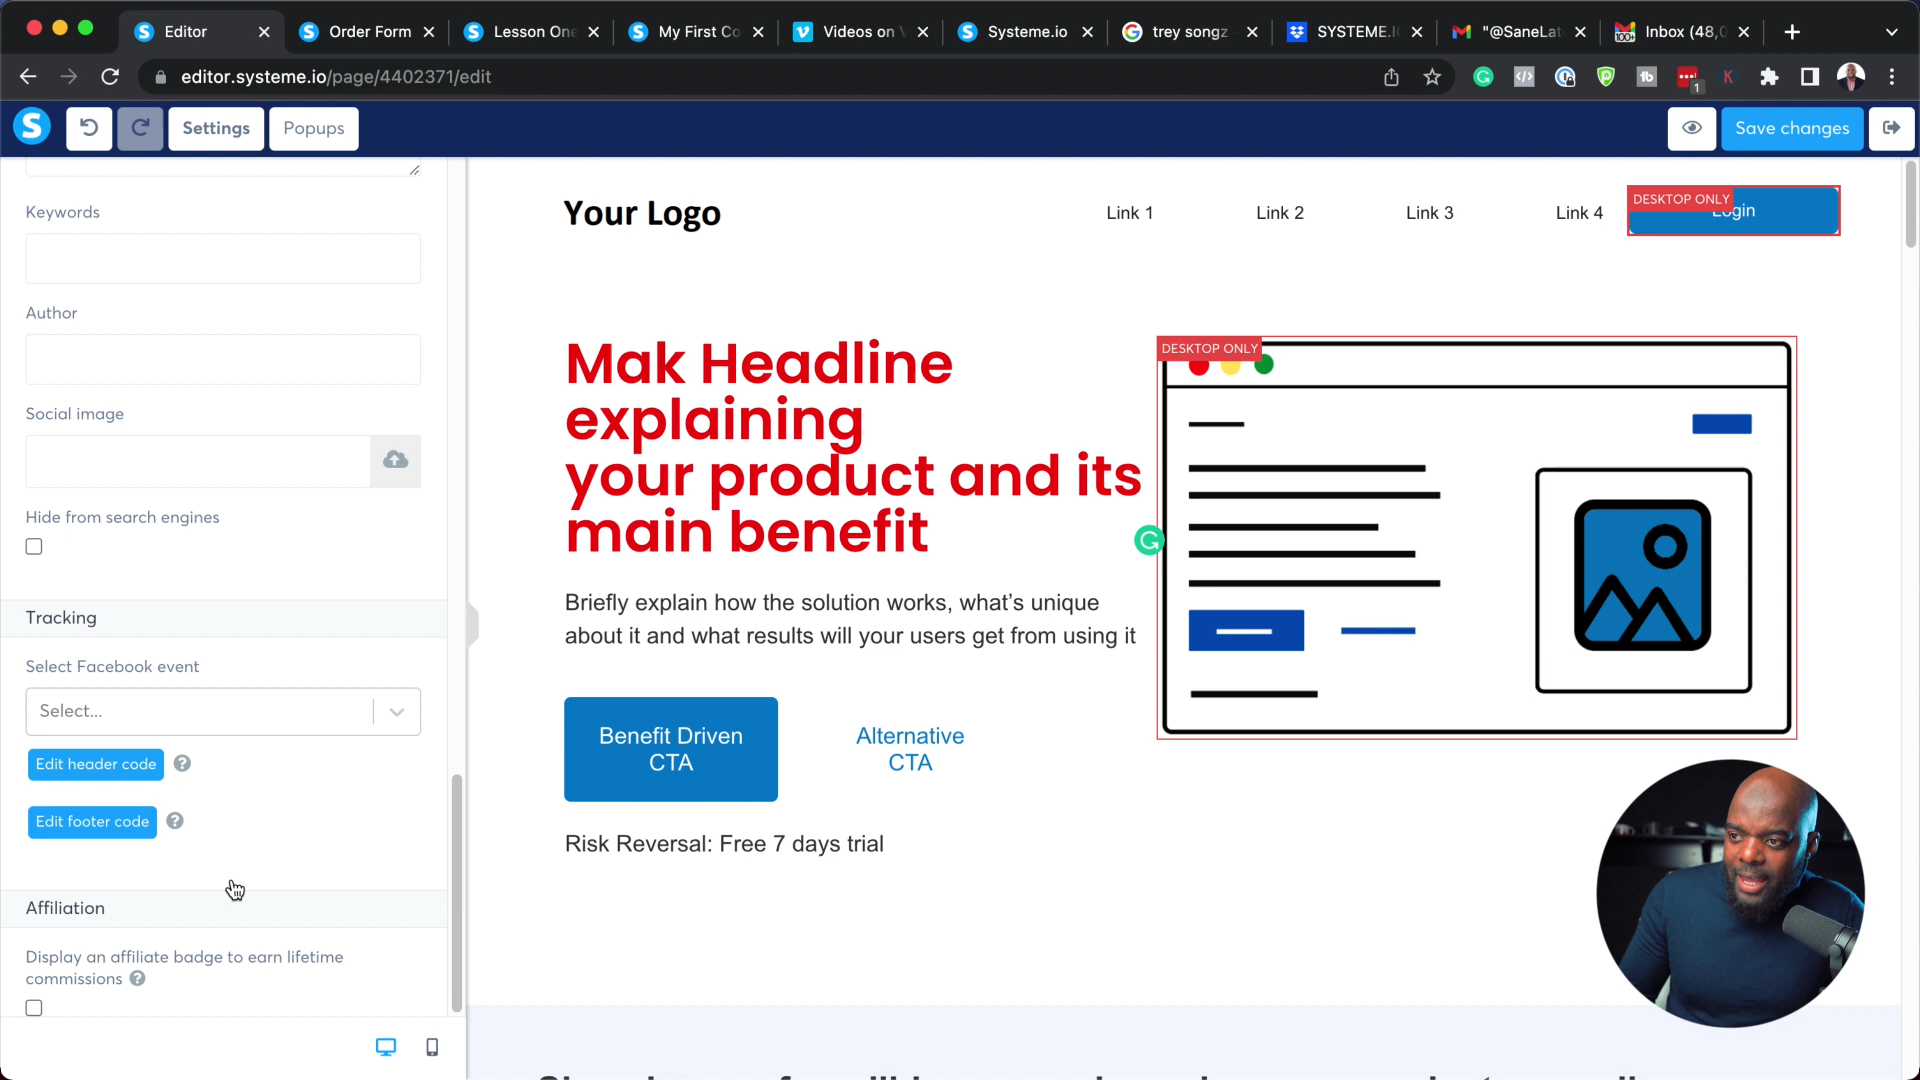 Editor
Order Form
Lesson One
My First Co
Videos on V
Systeme.io
trey songz
SYSTEME.I
"@SaneLat
Inbox (48,0
editor.systeme.io/page/4402371/edit
Settings
Popups
Save changes
Keywords
Author
Social image
Hide from search engines
Tracking
Select Facebook event
Select...
Edit header code
Edit footer code
Affiliation
Display an affiliate badge to earn lifetime
commissions
Your Logo
Link 1
Link 2
Link 3
Link 4
DESKTOP ONLY
Login
Mak Headline
explaining
your product and its
main benefit
Briefly explain how the solution works, what's unique
about it and what results will your users get from using it
Benefit Driven
CTA
Alternative
CTA
Risk Reversal: Free 7 days trial
DESKTOP ONLY